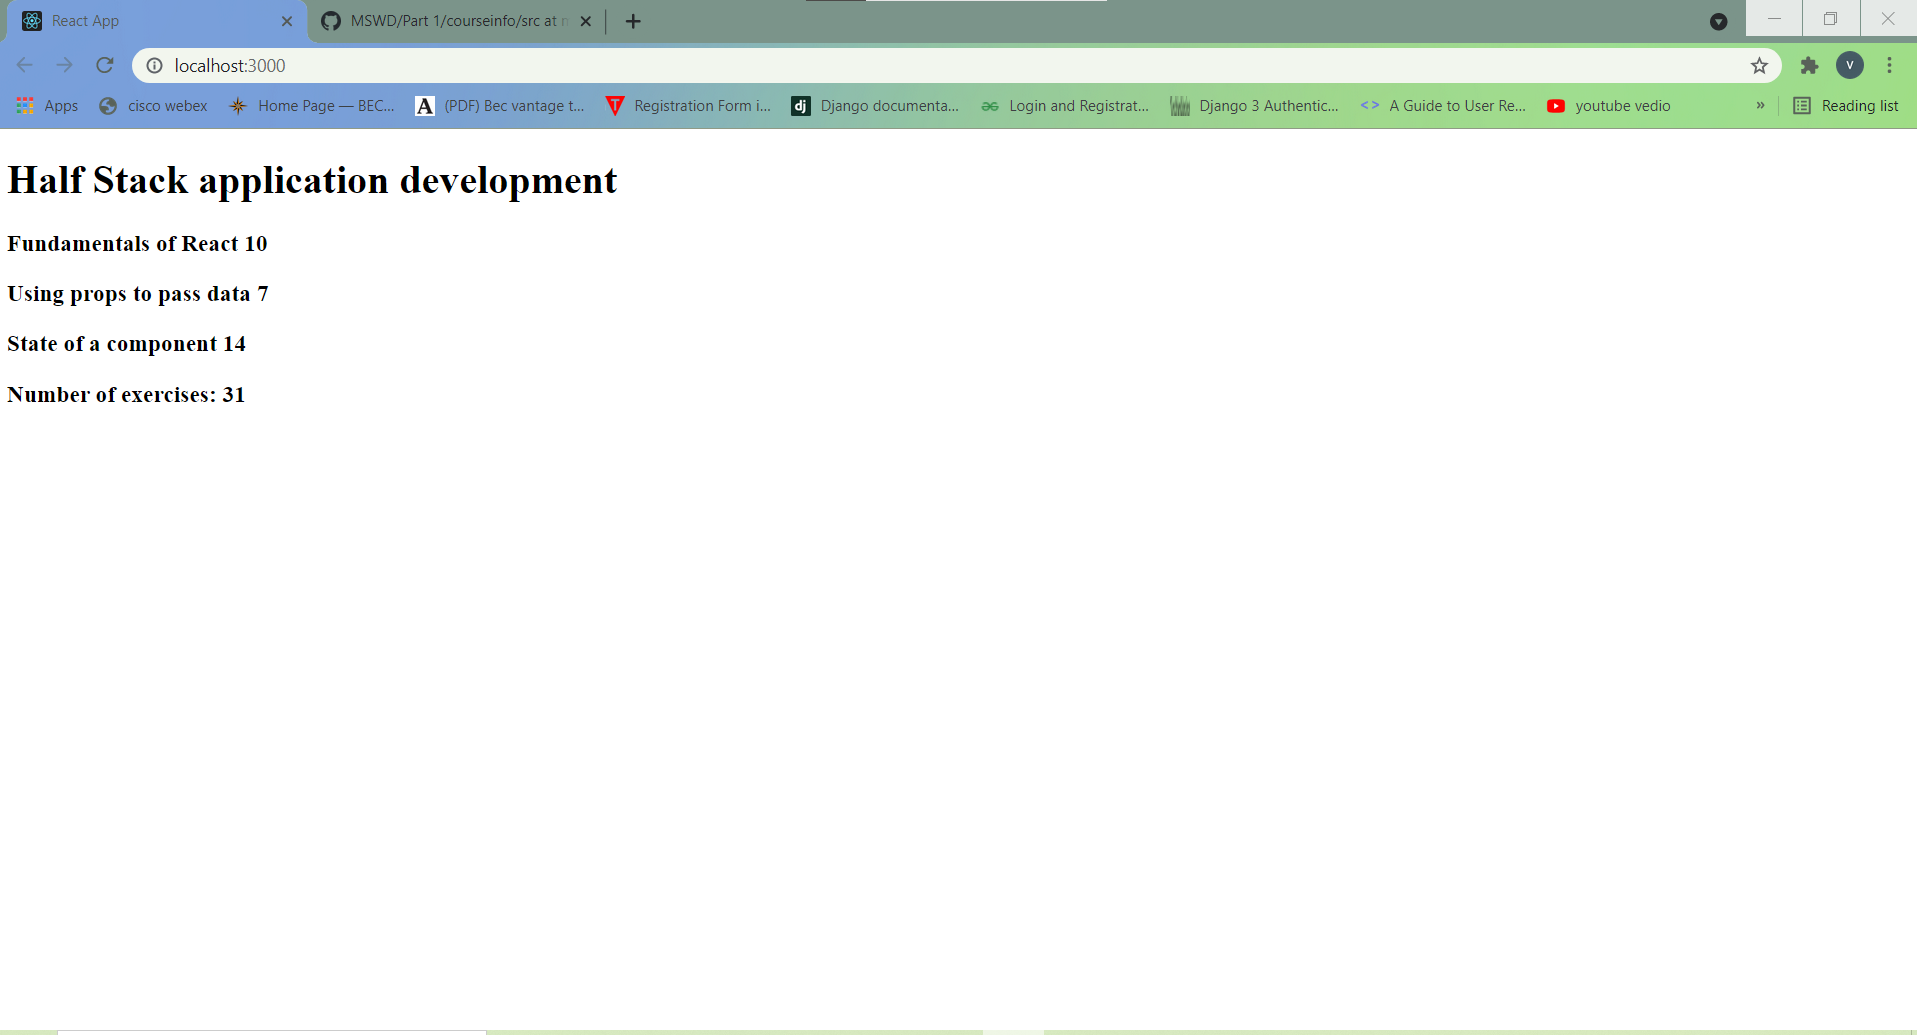 React App
MSWD/Part 1/courseinfo/src at
localhost:3000
V
Apps
cisco webex
Home Page — BEC...
A
(PDF) Bec vantage t...
T
Registration Form i...
dj
Django documenta...
Login and Registrat...
Django 3 Authentic...
<>
A Guide to User Re...
youtube vedio
»
Reading list
Half Stack application development
Fundamentals of React 10
Using props to pass data 7
State of a component 14
Number of exercises: 31